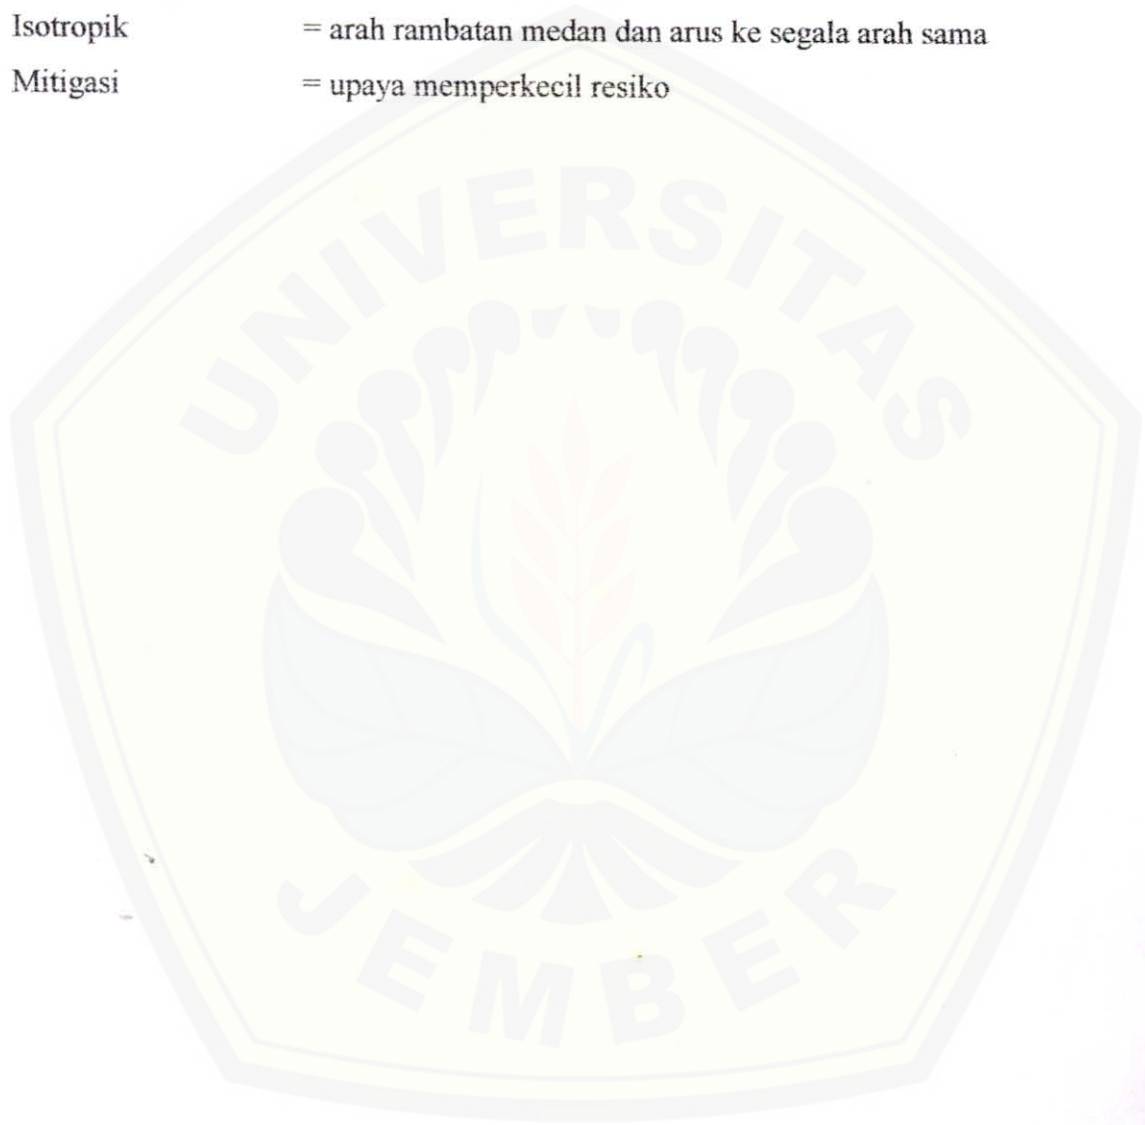 Isotropik = arah rambatan medan dan arus ke segala arah sama
Mitigasi = upaya memperkecil resiko
UNIVERSITAS
JEMBER